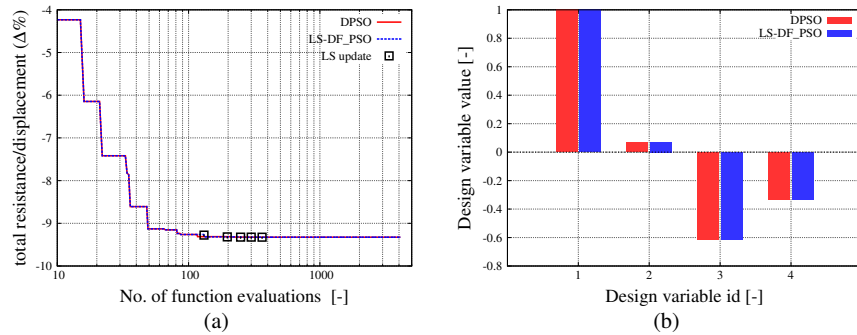 total resistance/displacement (Δ%)
-4
-5
-6
-7
-8
-9
-10
10
100
1000
No. of function evaluations [-]
DPSO
LS-DF_PSO
LS update
(a)
Design variable value [-]
1
0.8
0.6
0.4
0.2
0
-0.2
-0.4
-0.6
-0.8
1
2
3
4
Design variable id [-]
DPSO
LS-DF_PSO
(b)